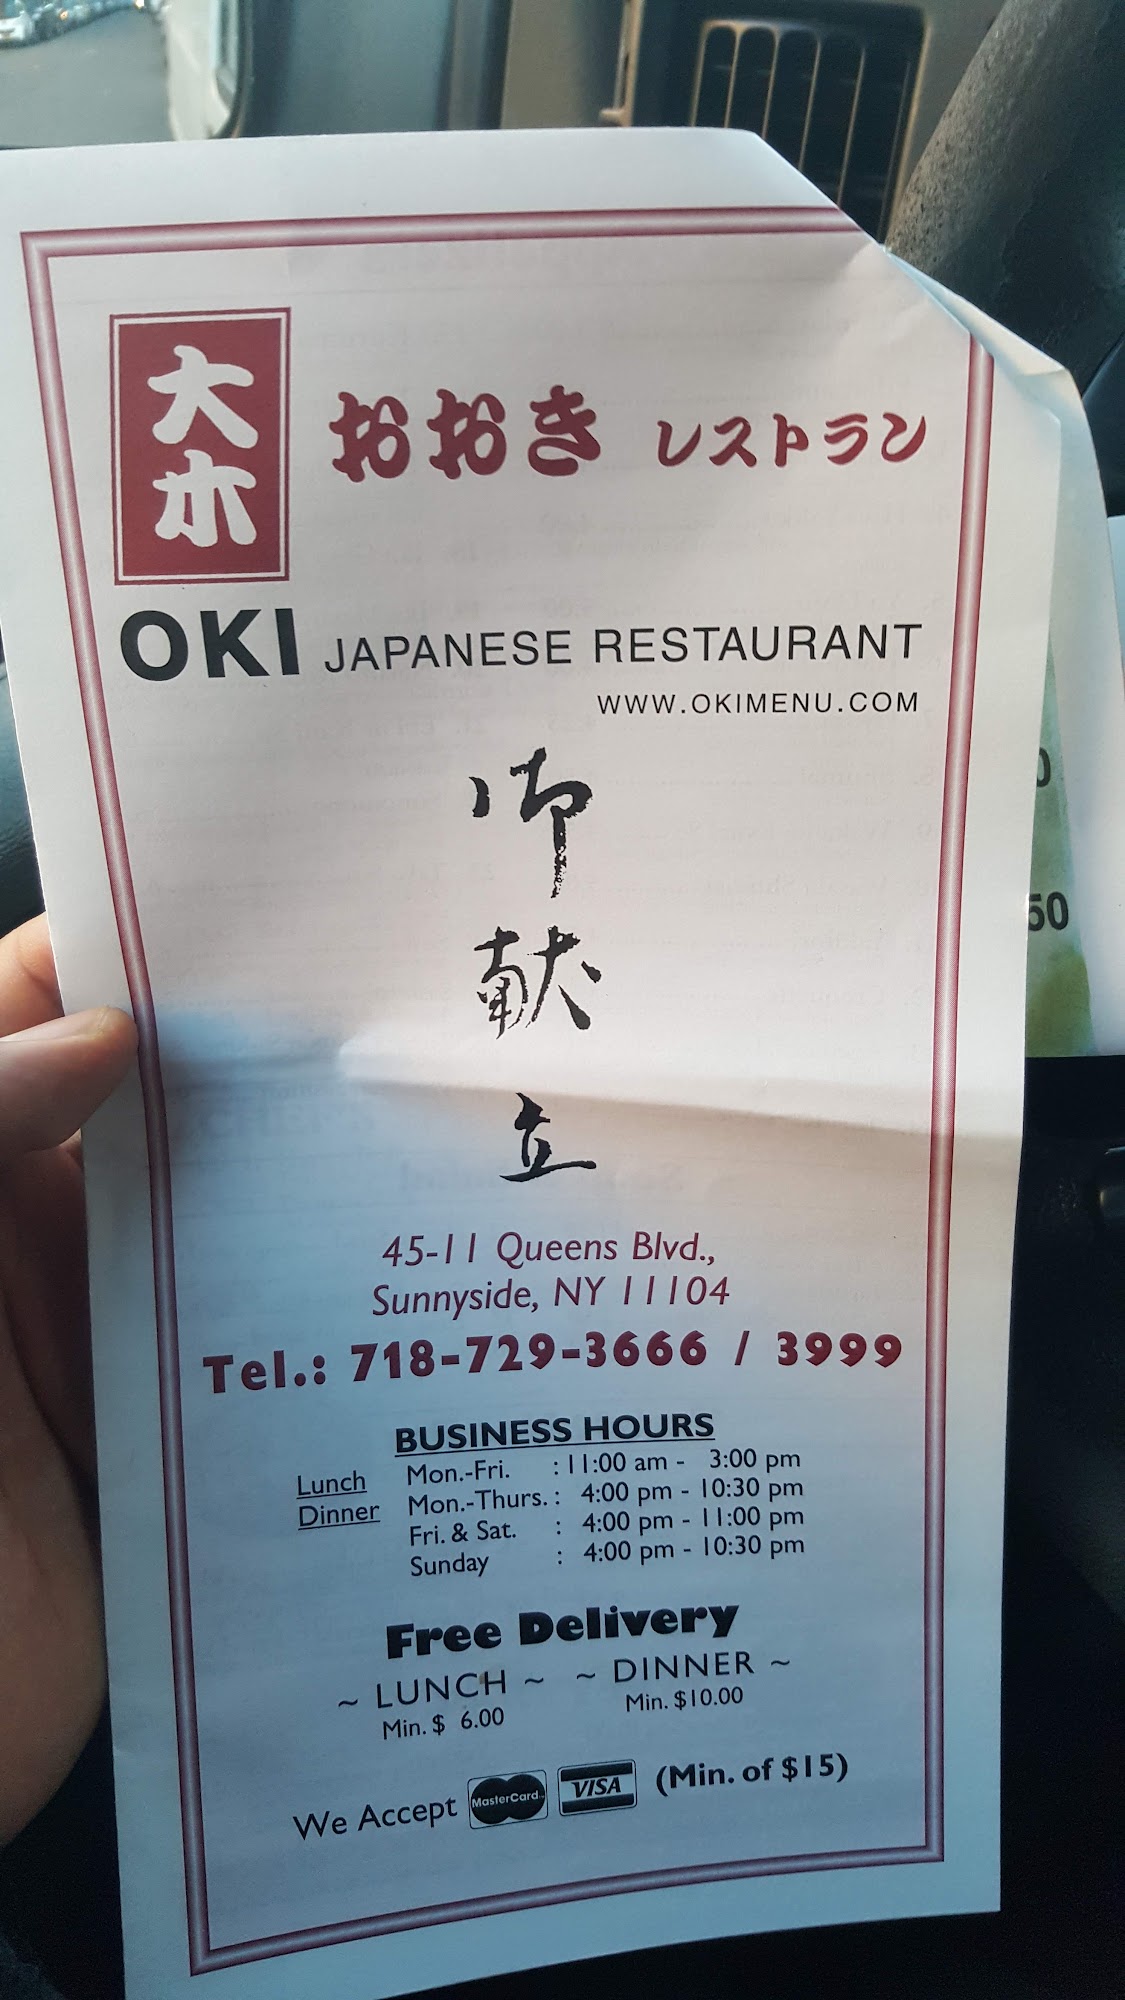 大木
おおき レストラン
OKI JAPANESE RESTAURANT
WWW.OKIMENU.COM
御献立
45-11 Queens Blvd.,
Sunnyside, NY 11104
Tel.: 718-729-3666 / 3999
BUSINESS HOURS
Lunch Mon.-Fri. : 11:00 am - 3:00 pm
Dinner Mon.-Thurs. : 4:00 pm - 10:30 pm
Fri. & Sat. : 4:00 pm - 11:00 pm
Sunday : 4:00 pm - 10:30 pm
Free Delivery
~ LUNCH ~ ~ DINNER ~
Min. $ 6.00 Min. $10.00
We Accept MasterCard VISA (Min. of $15)
50